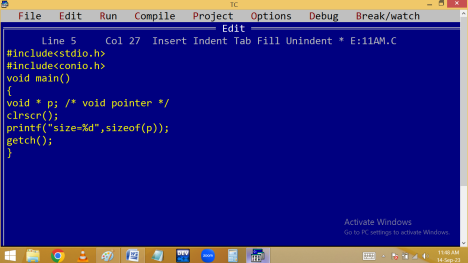 TC
File Edit Run Compile Project Options Debug Break/watch
Edit
Line 5 Col 27 Insert Indent Tab Fill Unindent * E:11AM.C
#include<stdio.h>
#include<conio.h>
void main()
{
void * p; /* void pointer */
clrscr();
printf("size=%d",sizeof(p));
getch();
}
Activate Windows
Go to PC settings to activate Windows.
DEV
zoom
11:40 AM
14-Sep-23